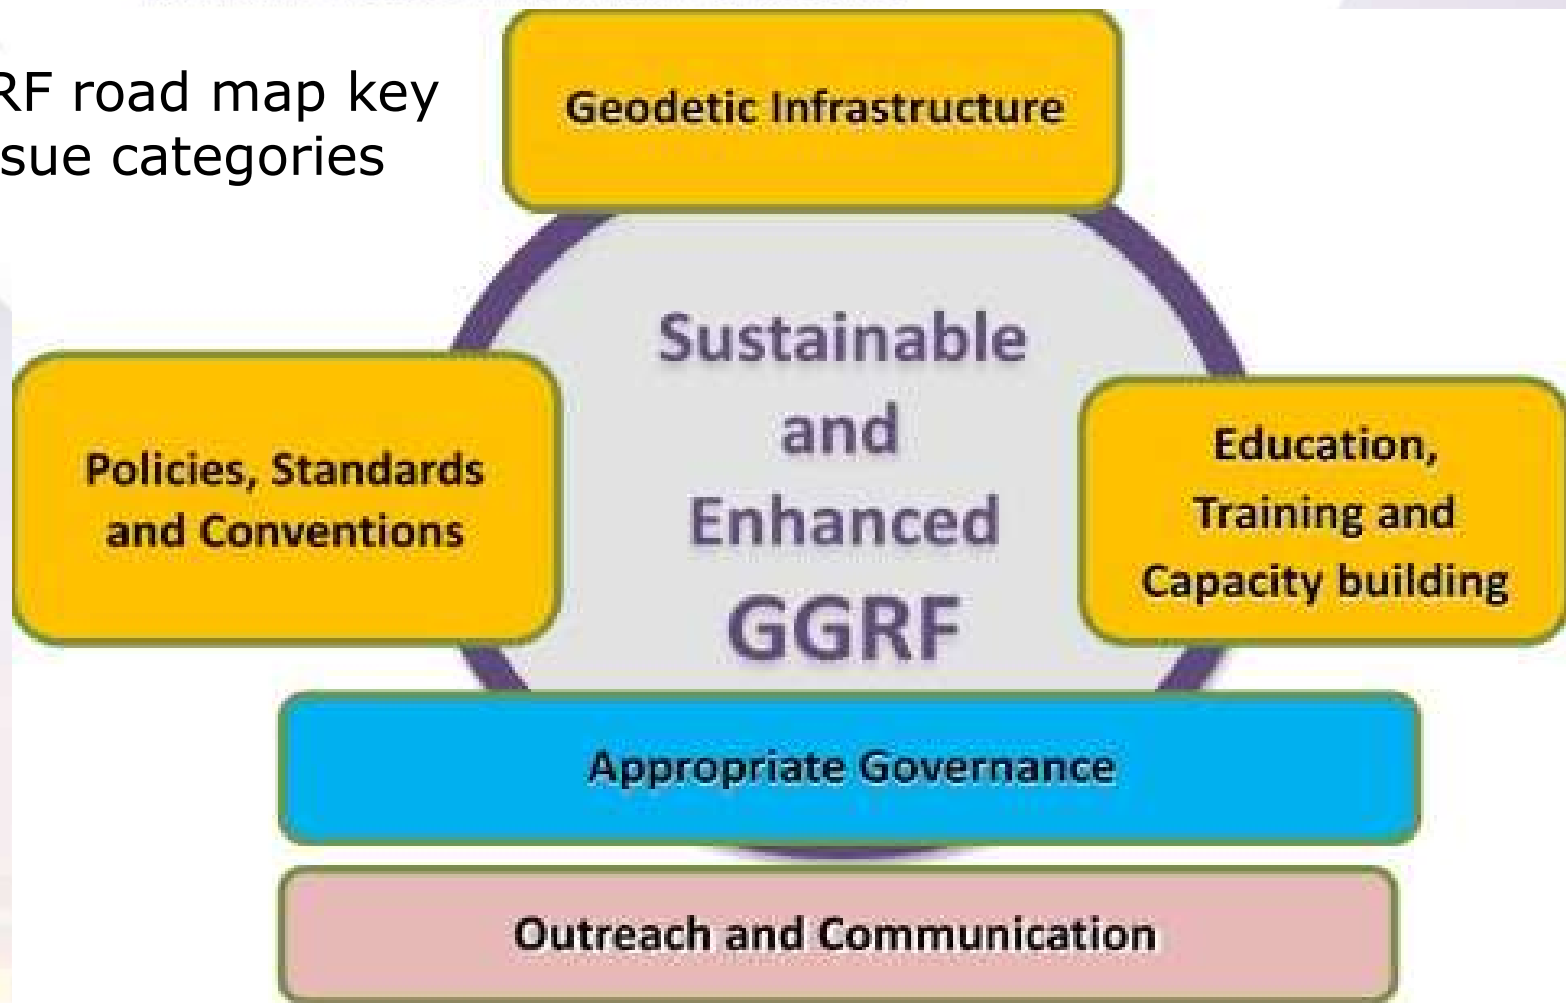 RF road map key
sue categories
Geodetic Infrastructure
Sustainable
and
Enhanced
GGRF
Policies, Standards
and Conventions
Education,
Training and
Capacity building
Appropriate Governance
Outreach and Communication